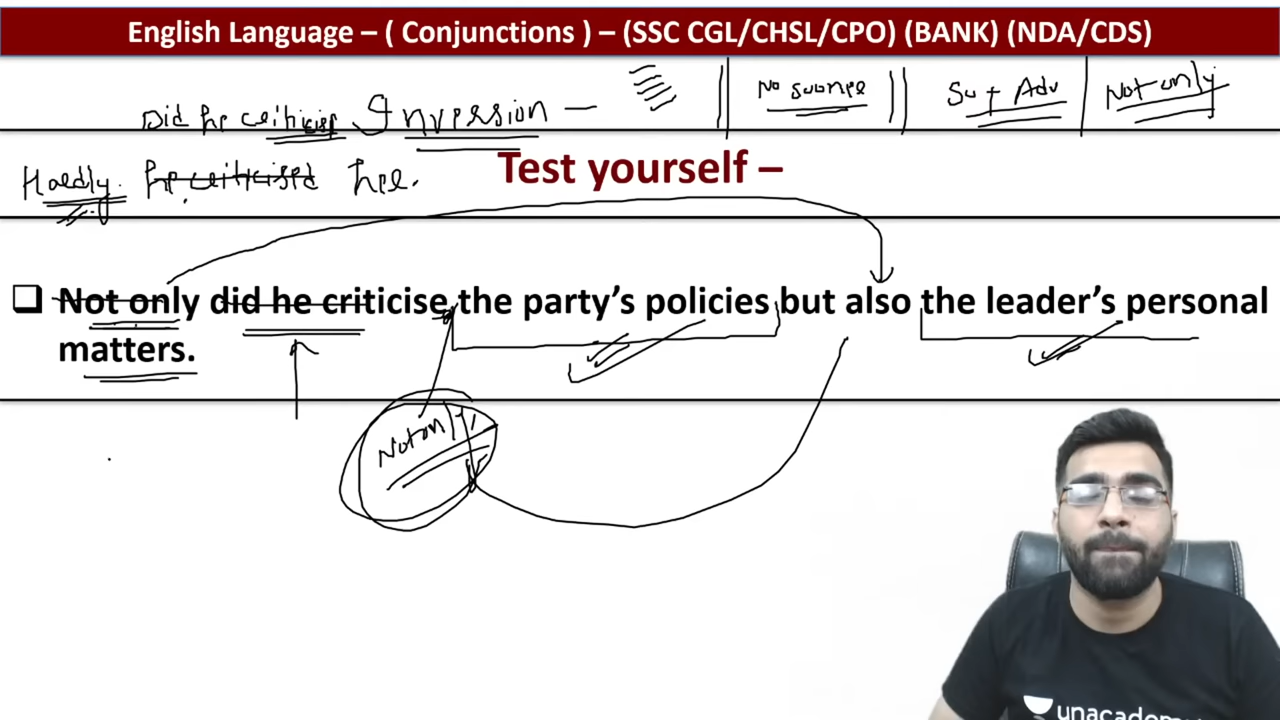 English Language – ( Conjunctions ) – (SSC CGL/CHSL/CPO) (BANK) (NDA/CDS)
No sooner Su + Adv Not only
Did he criticise Inversion –
Hardly he criticised her.
Test yourself –
Not only did he criticise the party’s policies but also the leader’s personal
matters.
Not only
unacadem